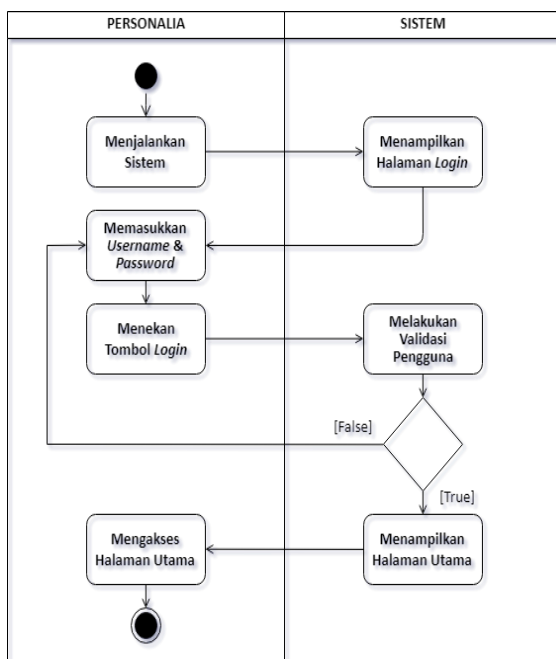 PERSONALIA
SISTEM
Menjalankan
Sistem
Menampilkan
Halaman Login
Memasukkan
Username &
Password
Menekan
Tombol Login
Melakukan
Validasi
Pengguna
[False]
[True]
Mengakses
Halaman Utama
Menampilkan
Halaman Utama